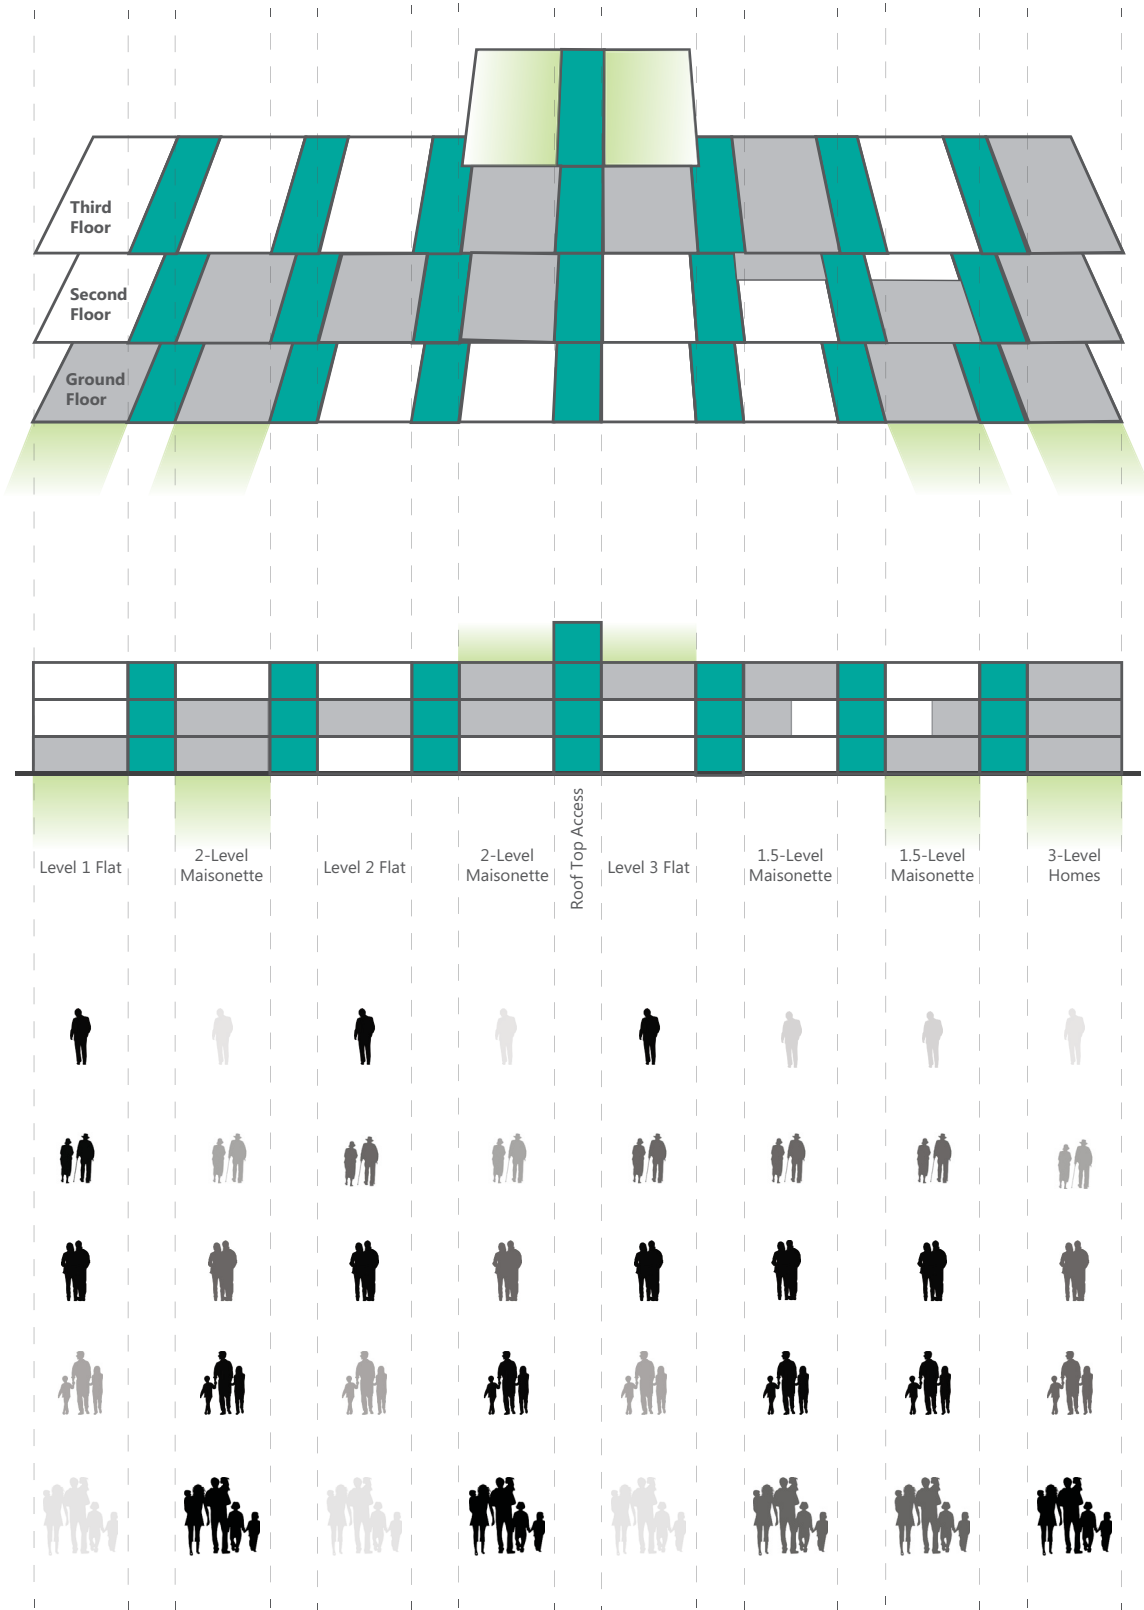 Third
Floor
Second
Floor
Ground
Floor
Level 1 Flat
2-Level
Maisonette
Level 2 Flat
2-Level
Maisonette
Roof Top Access
Level 3 Flat
1.5-Level
Maisonette
1.5-Level
Maisonette
3-Level
Homes